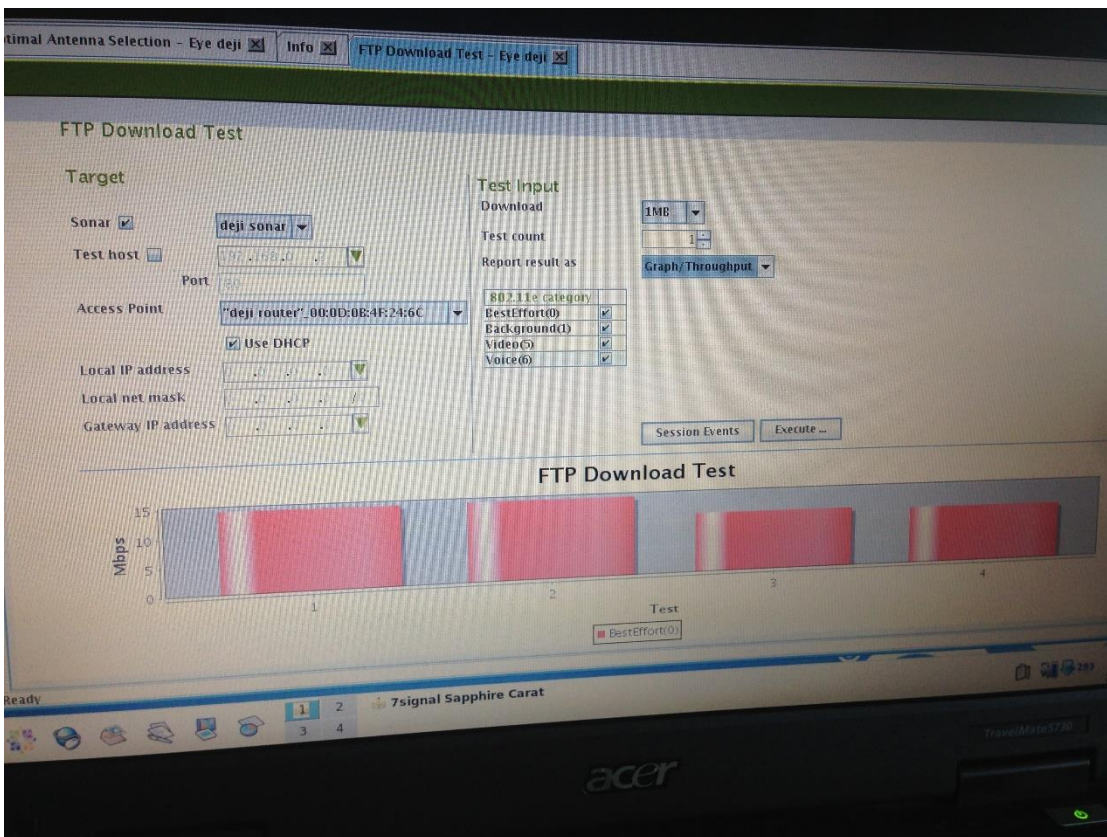 timal Antenna Selection - Eye deji
Info
FTP Download Test - Eye deji
FTP Download Test
Target
Sonar
deji sonar
Test host
Port
Access Point
"deji router"_00:0D:0B:4F:24:6C
Use DHCP
Local IP address
Local net mask
Gateway IP address
Test Input
Download
1MB
Test count
1
Report result as
Graph/Throughput
802.11e category
BestEffort(0)
Background(1)
Video(5)
Voice(6)
Session Events
Execute ...
FTP Download Test
Mbps
15
10
5
0
1 2 3 4
Test
BestEffort(0)
Ready
1 2
3 4
7signal Sapphire Carat
TravelMate5730
acer